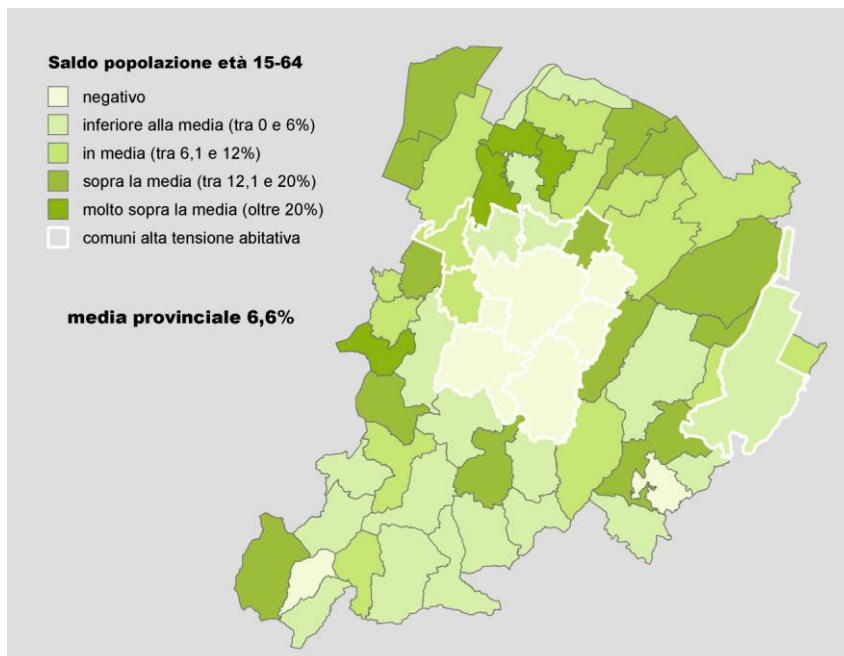 Saldo popolazione età 15-64
negativo
inferiore alla media (tra 0 e 6%)
in media (tra 6,1 e 12%)
sopra la media (tra 12,1 e 20%)
molto sopra la media (oltre 20%)
comuni alta tensione abitativa
media provinciale 6,6%